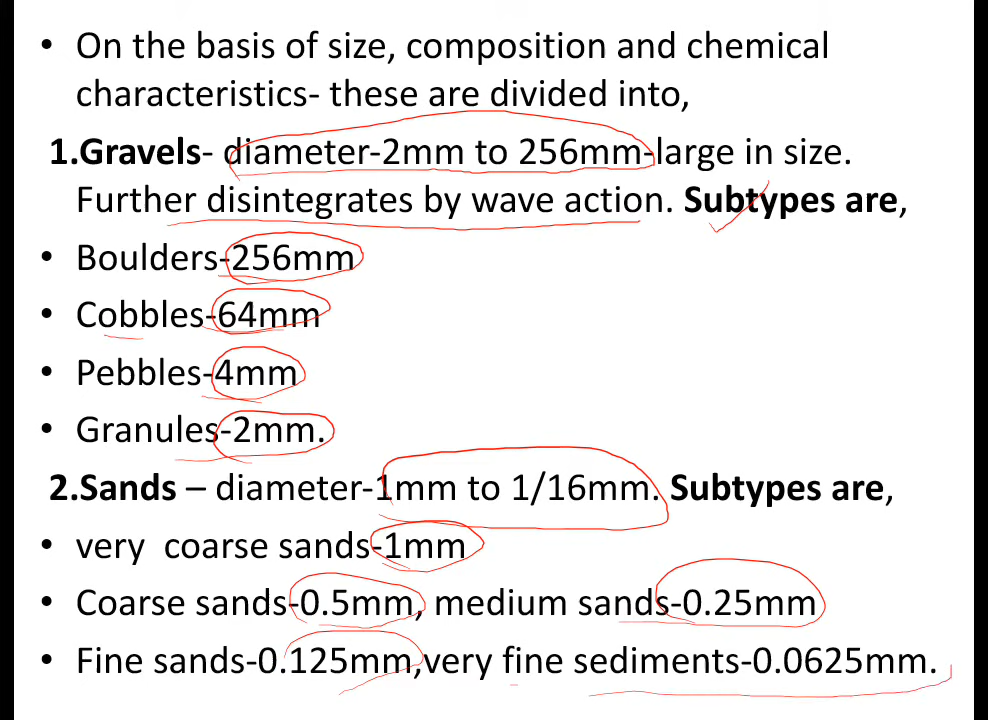 • On the basis of size, composition and chemical
characteristics- these are divided into,
1.Gravels- diameter-2mm to 256mm-large in size.
Further disintegrates by wave action. Subtypes are,
• Boulders-256mm
• Cobbles-64mm
• Pebbles-4mm
• Granules-2mm.
2.Sands – diameter-1mm to 1/16mm. Subtypes are,
• very  coarse sands-1mm
• Coarse sands-0.5mm, medium sands-0.25mm
• Fine sands-0.125mm,very fine sediments-0.0625mm.